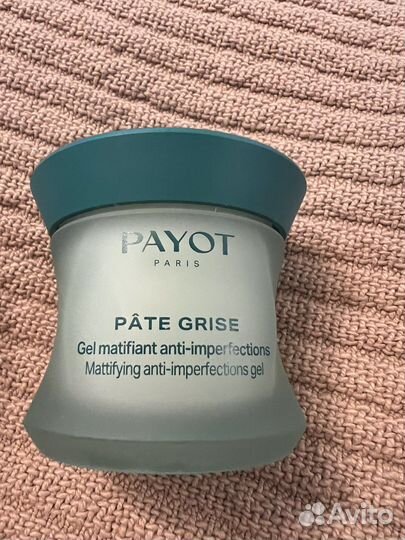 PAYOT
PARIS
PÂTE GRISE
Gel matifiant anti-imperfections
Mattifying anti-imperfections gel
Avito